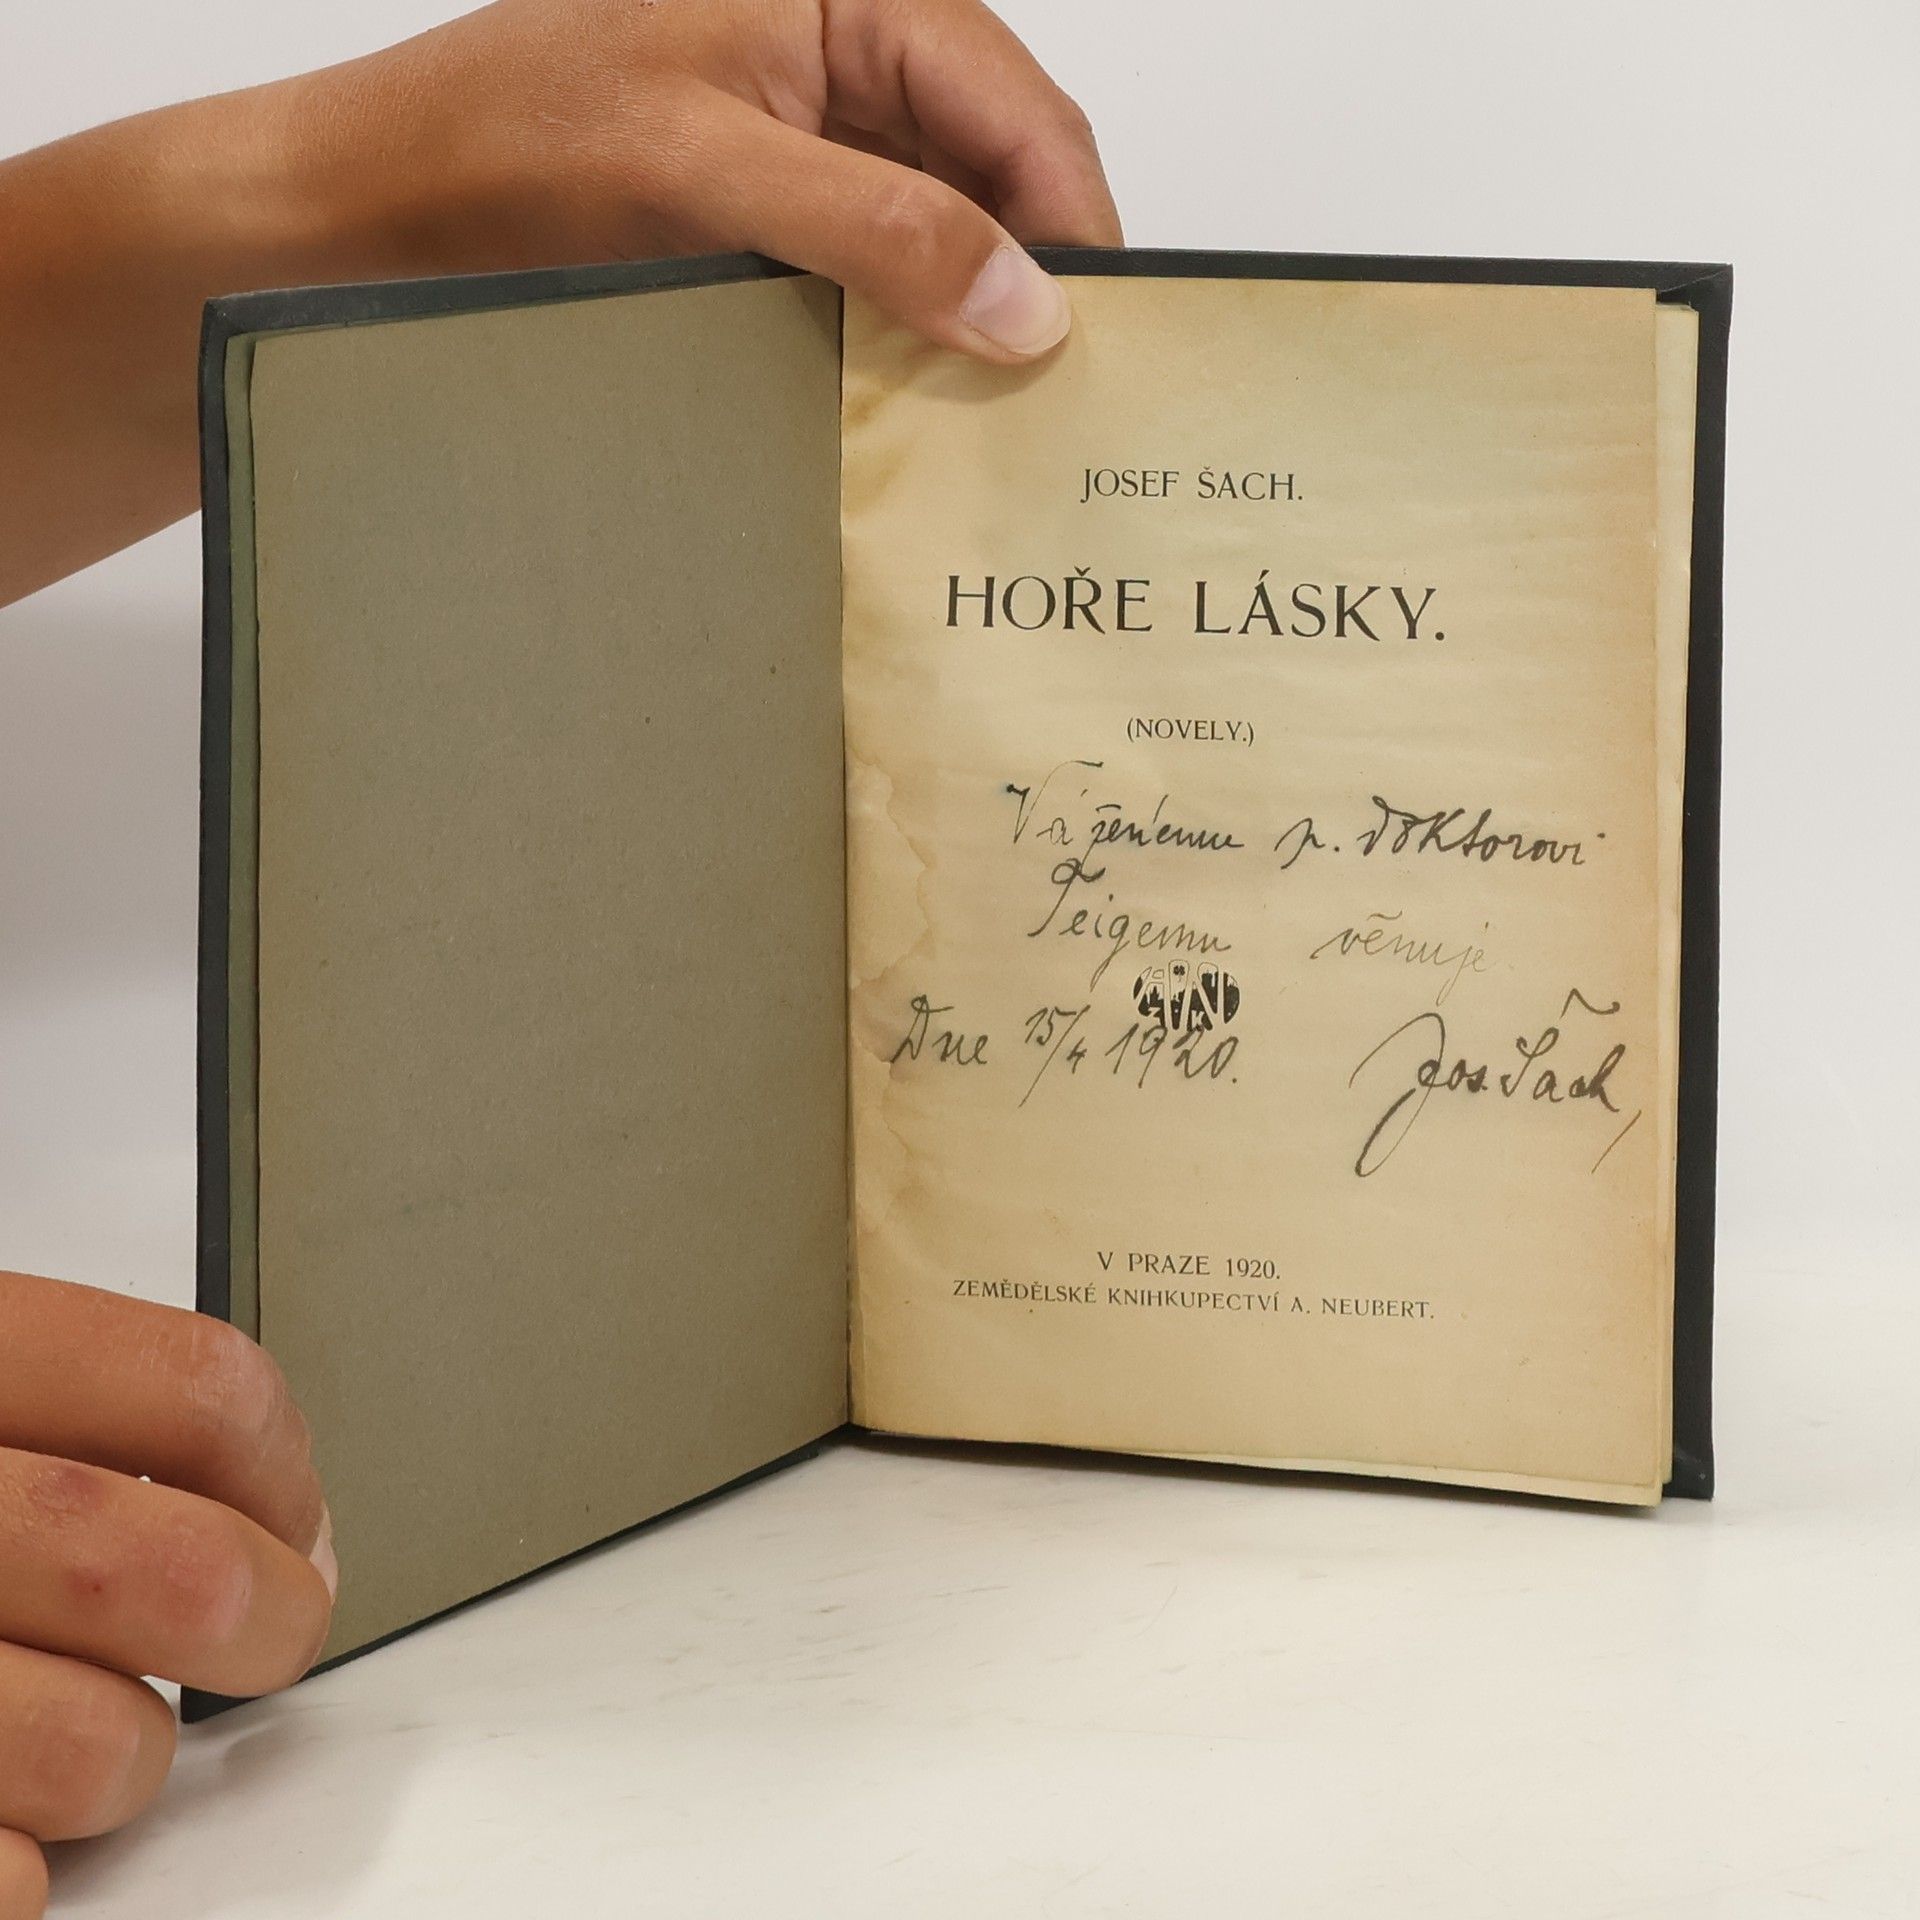 JOSEF ŠACH.
HOŘE LÁSKY.
(NOVELY.)
Váženému p. doktorovi
Teigemu věnuje
Dne 15/4 1920. Jos. Šach,
V PRAZE 1920.
ZEMĚDĚLSKÉ KNIHKUPECTVÍ A. NEUBERT.